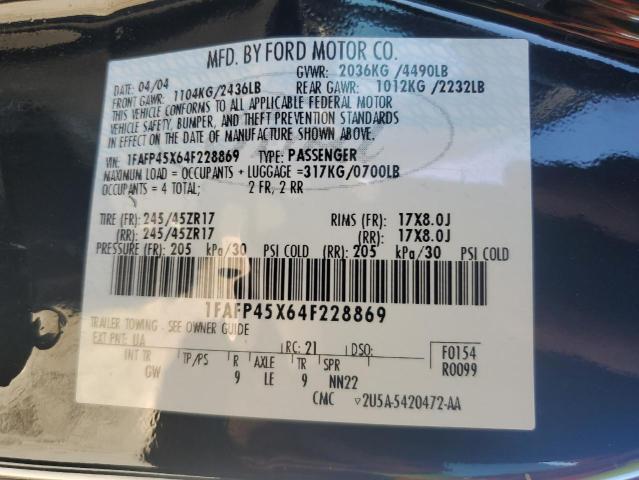 MFD. BY FORD MOTOR CO.
DATE: 04/04 GVWR: 2036KG /4490LB
FRONT GAWR: 1104KG/2436LB REAR GAWR: 1012KG /2232LB
THIS VEHICLE CONFORMS TO ALL APPLICABLE FEDERAL MOTOR
VEHICLE SAFETY, BUMPER, AND THEFT PREVENTION STANDARDS
IN EFFECT ON THE DATE OF MANUFACTURE SHOWN ABOVE.
VIN: 1FAFP45X64F228869 TYPE: PASSENGER
MAXIMUM LOAD = OCCUPANTS + LUGGAGE =317KG/0700LB
OCCUPANTS = 4 TOTAL; 2 FR, 2 RR
TIRE (FR): 245/45ZR17 RIMS (FR): 17X8.0J
(RR): 245/45ZR17 (RR): 17X8.0J
PRESSURE (FR): 205 kPa/30 PSI COLD (RR): 205 kPa/30 PSI COLD
1FAFP45X64F228869
TRAILER TOWING - SEE OWNER GUIDE
EXT PNT: UA RC: 21 DSO: F0154
INT TR TP/PS R AXLE TR SPR R0099
GW 9 LE 9 NN22
CMC ▽2U5A-5420472-AA